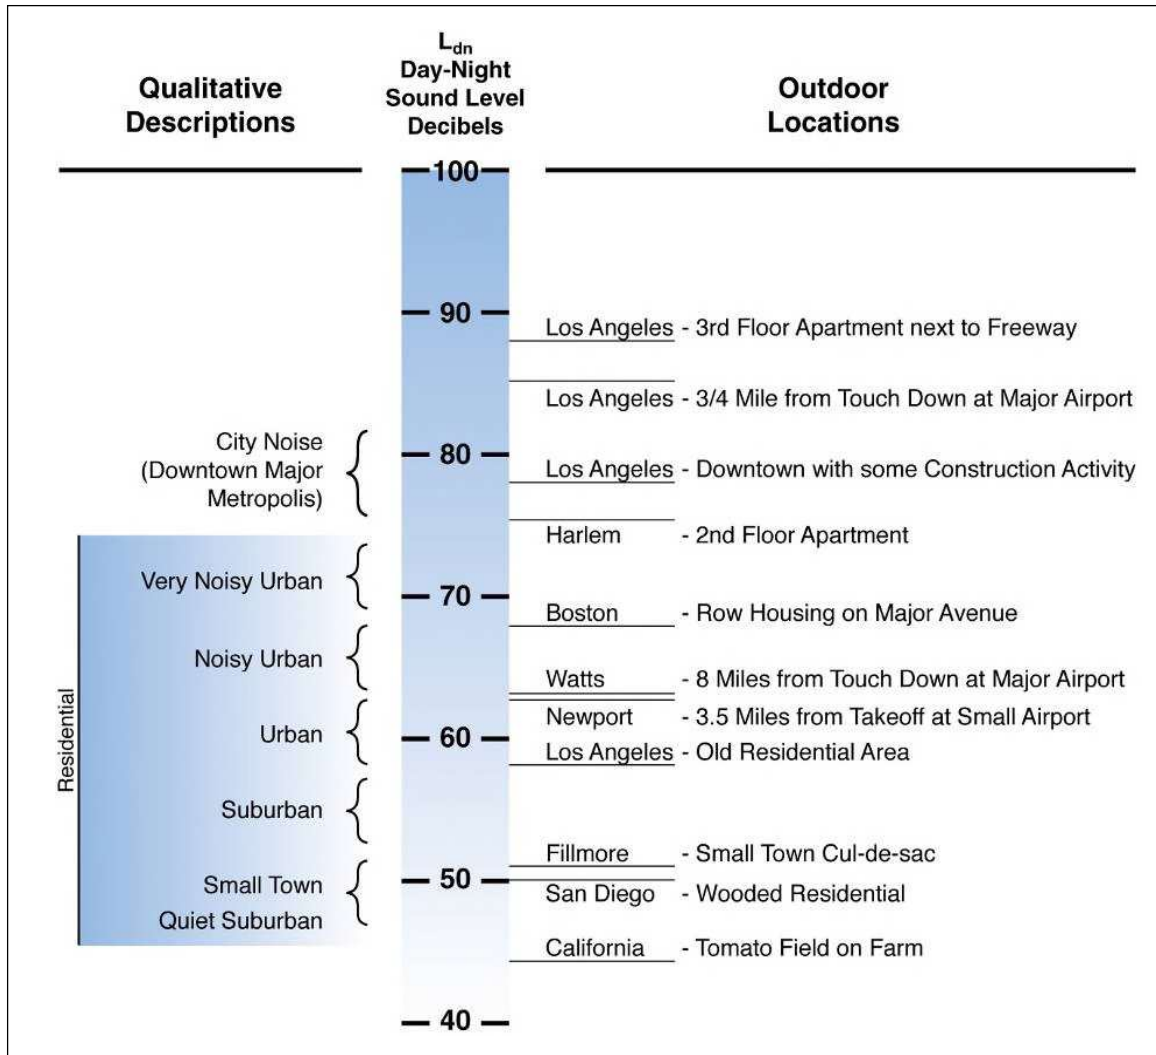 Qualitative
Descriptions
Ldn
Day-Night
Sound Level
Decibels
Outdoor
Locations
100
90
Los Angeles - 3rd Floor Apartment next to Freeway
Los Angeles - 3/4 Mile from Touch Down at Major Airport
City Noise
(Downtown Major
Metropolis)
80
Los Angeles - Downtown with some Construction Activity
Harlem - 2nd Floor Apartment
Very Noisy Urban
70
Boston - Row Housing on Major Avenue
Noisy Urban
Watts - 8 Miles from Touch Down at Major Airport
Newport - 3.5 Miles from Takeoff at Small Airport
Residential
Urban
60
Los Angeles - Old Residential Area
Suburban
Fillmore - Small Town Cul-de-sac
Small Town
Quiet Suburban
50
San Diego - Wooded Residential
California - Tomato Field on Farm
40